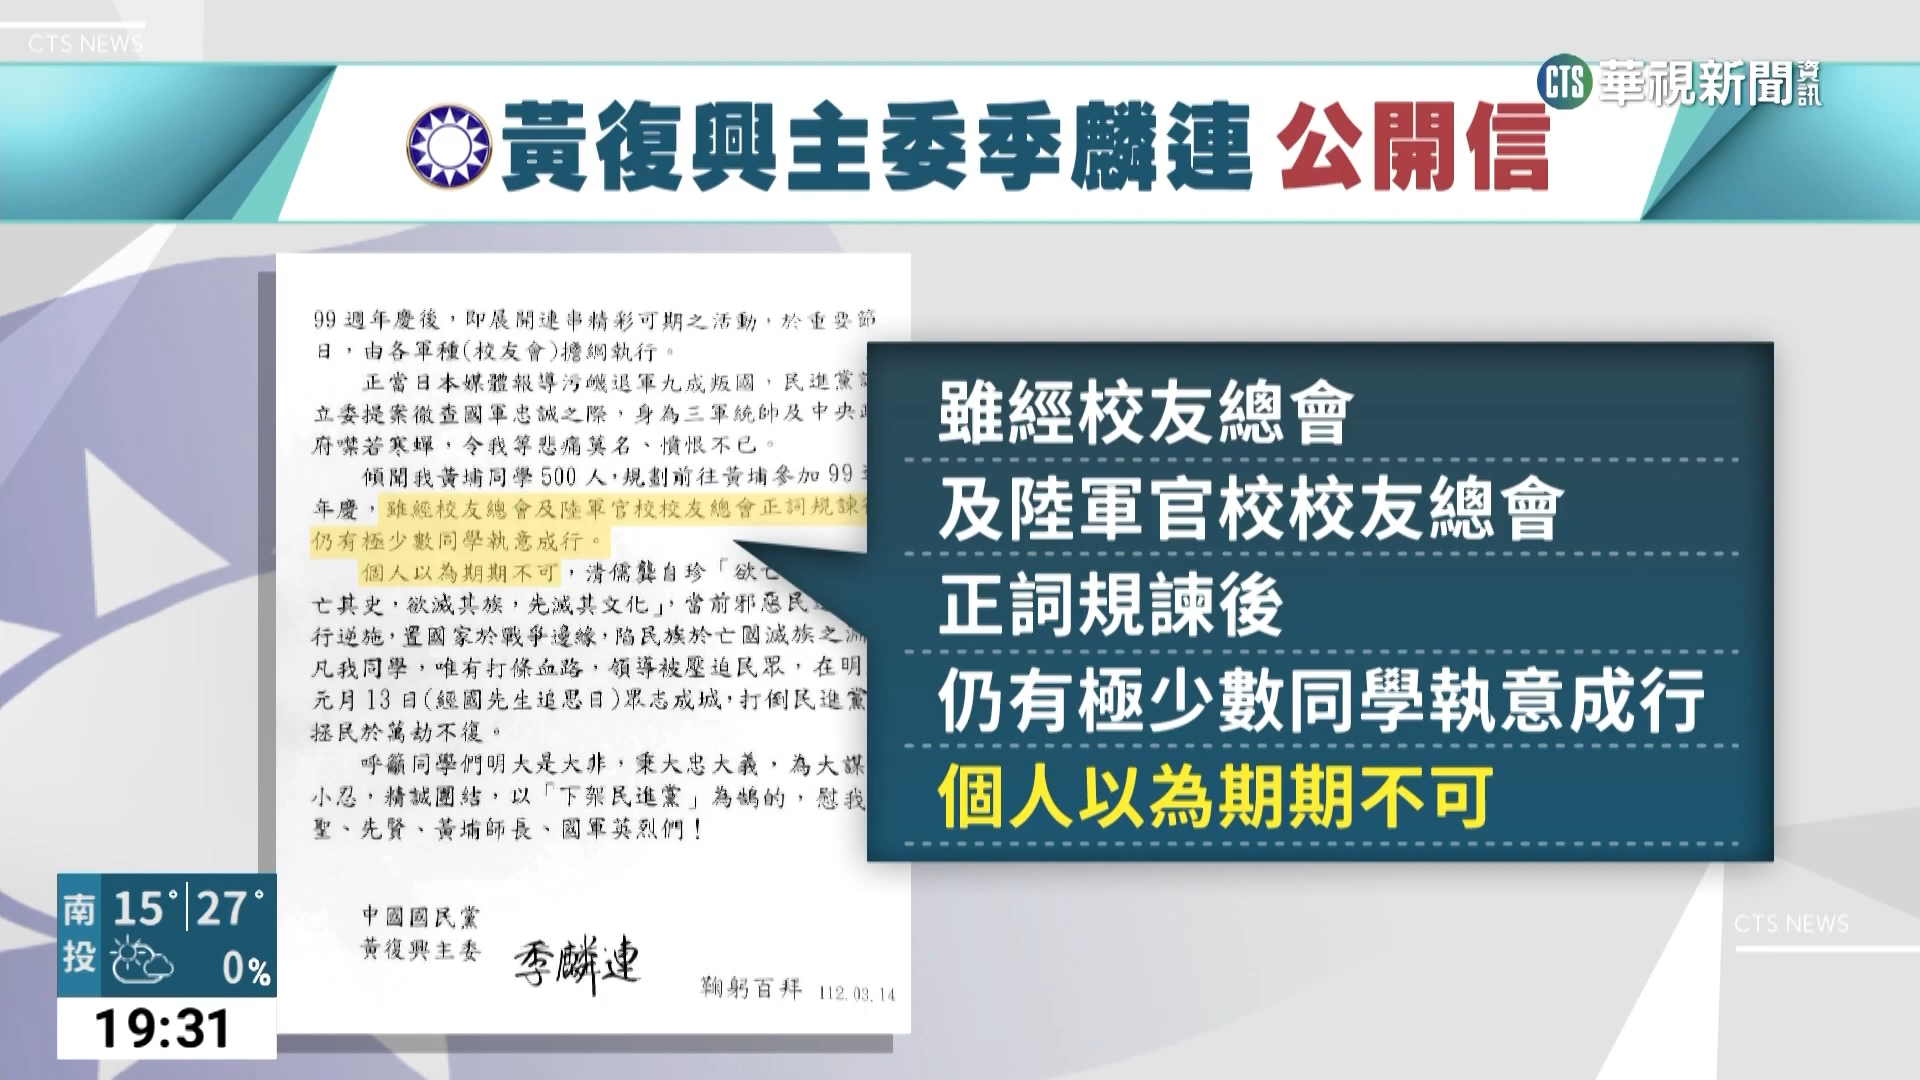 CTS NEWS
CTS 華視新聞資訊
黃復興主委季麟連 公開信
99週年慶後，即展開連串精彩可期之活動，於重要節
日，由各軍種(校友會)擔綱執行。
正當日本媒體報導污衊退軍九成叛國，民進黨
立委提案徹查國軍忠誠之際，身為三軍統帥及中央政
府噤若寒蟬，令我等悲痛莫名、憤恨不已。
傾聞我黃埔同學500人，規劃前往黃埔參加99週
年慶，雖經校友總會及陸軍官校校友總會正詞規諫後
仍有極少數同學執意成行。
個人以為期期不可，清儒龔自珍「欲亡
亡其史，欲滅其族，先滅其文化」，當前邪惡民進
行逆施，置國家於戰爭邊緣，陷民族於亡國滅族之淵
凡我同學，唯有打條血路，領導被壓迫民眾，在明
元月13日(經國先生追思日)眾志成城，打倒民進黨
拯民於萬劫不復。
呼籲同學們明大是大非，秉大忠大義，為大謀
小忍，精誠團結，以「下架民進黨」為鵠的，慰我
聖、先賢、黃埔師長、國軍英烈們！
中國國民黨
黃復興主委 季麟連
鞠躬百拜 112.03.14
雖經校友總會
及陸軍官校校友總會
正詞規諫後
仍有極少數同學執意成行
個人以為期期不可
南投 15° 27°
0%
19:31
CTS NEWS